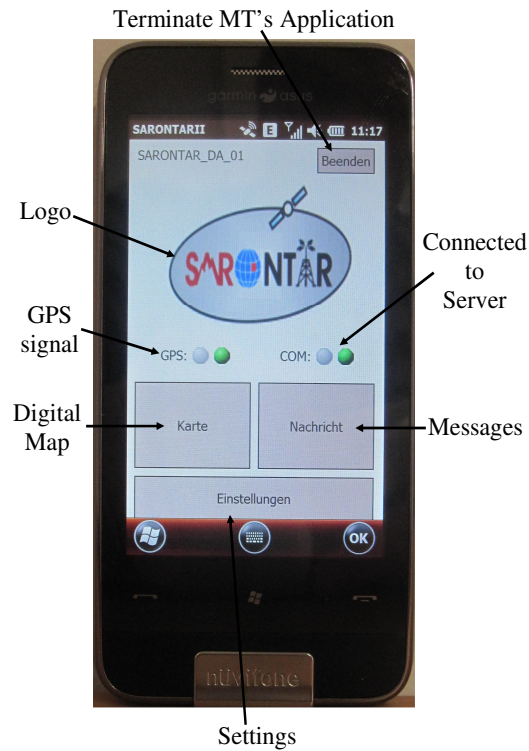 Terminate MT's Application
garmin asus
SARONTARII E 11:17
SARONTAR_DA_01 Beenden
Logo
SARONTAR
Connected
to
Server
GPS
signal
GPS: COM:
Digital
Map
Karte
Nachricht
Messages
Einstellungen
OK
nüvifone
Settings